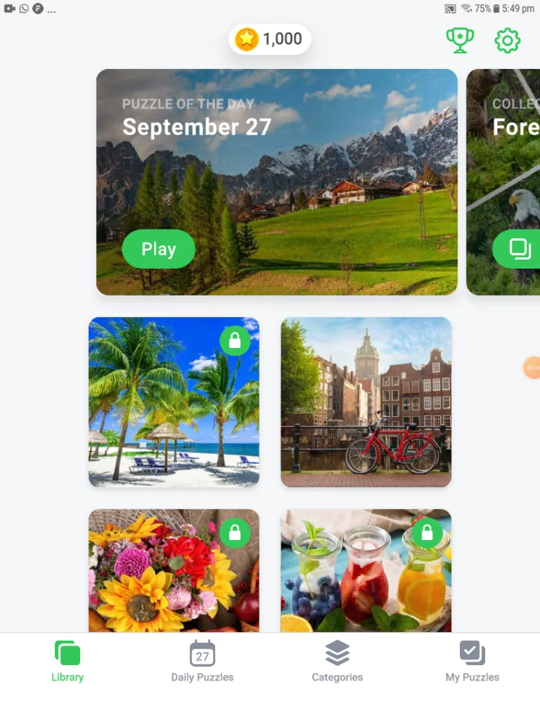 ...
75% 5:49 pm
1,000
PUZZLE OF THE DAY
September 27
Play
COLLEC
Fore
27
Library
Daily Puzzles
Categories
My Puzzles